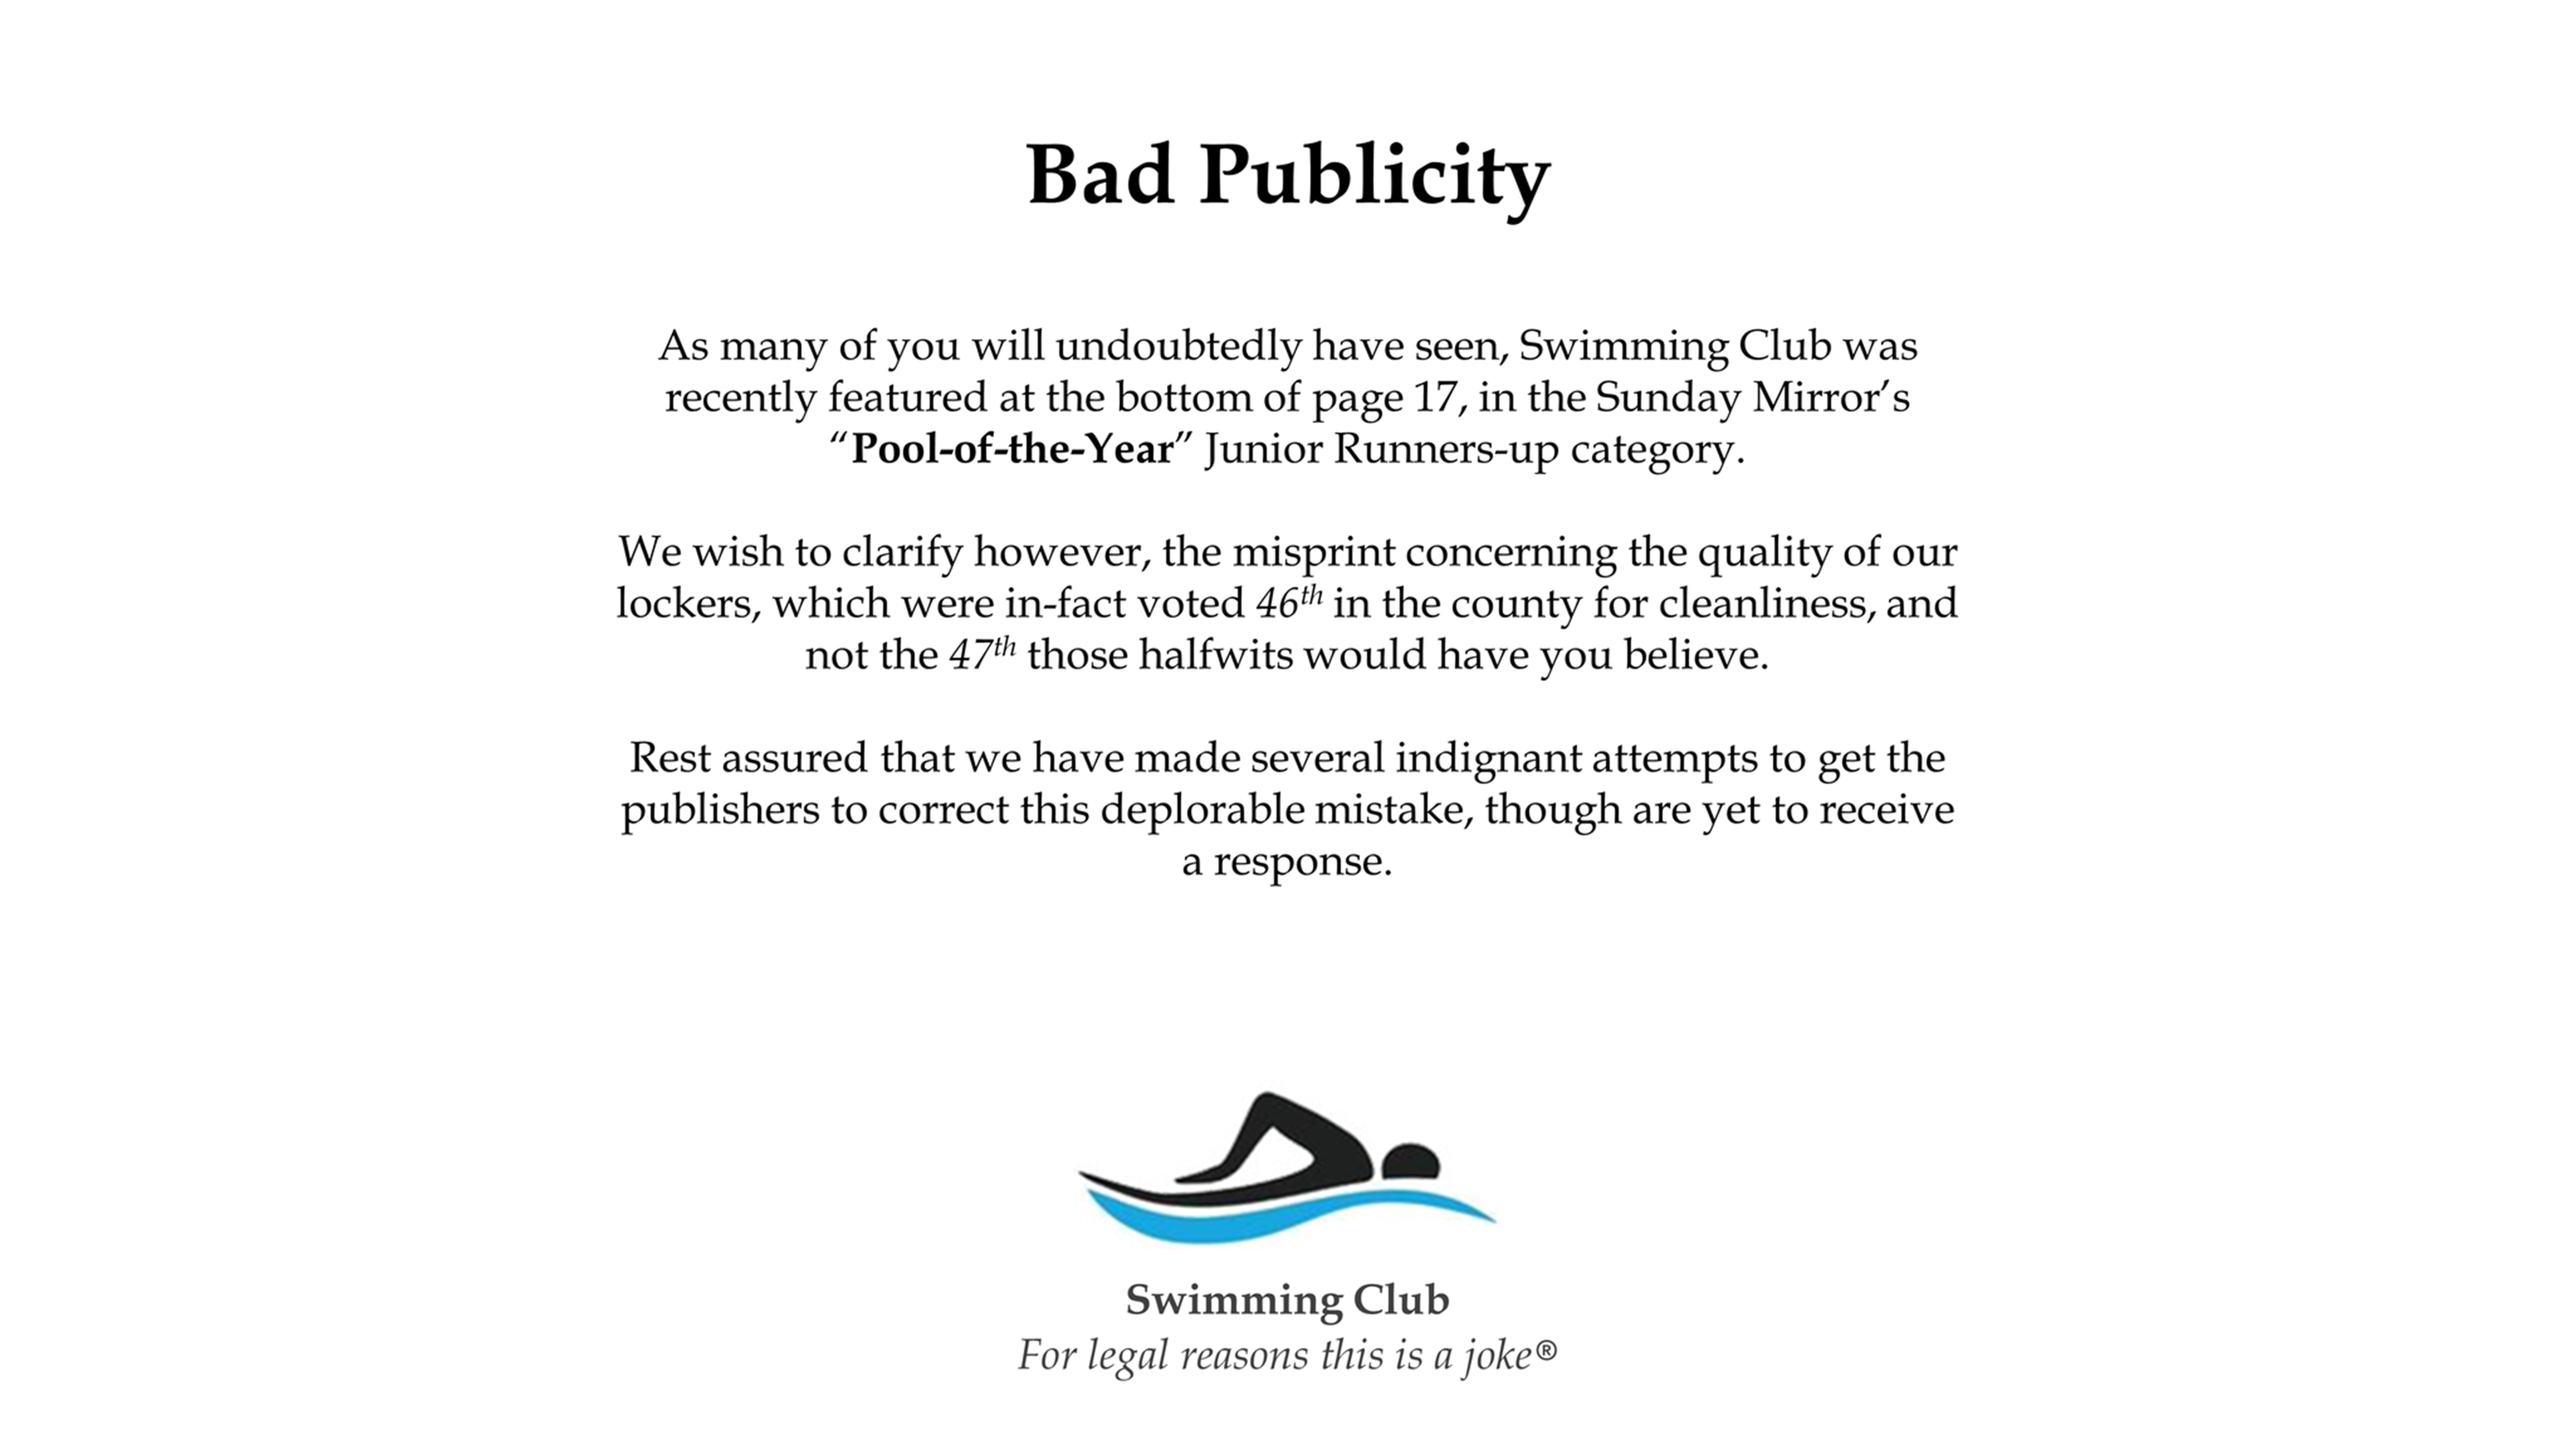 Bad Publicity
As many of you will undoubtedly have seen, Swimming Club was
recently featured at the bottom of page 17, in the Sunday Mirror’s
“Pool-of-the-Year” Junior Runners-up category.
We wish to clarify however, the misprint concerning the quality of our
lockers, which were in-fact voted 46th in the county for cleanliness, and
not the 47th those halfwits would have you believe.
Rest assured that we have made several indignant attempts to get the
publishers to correct this deplorable mistake, though are yet to receive
a response.
Swimming Club
For legal reasons this is a joke®